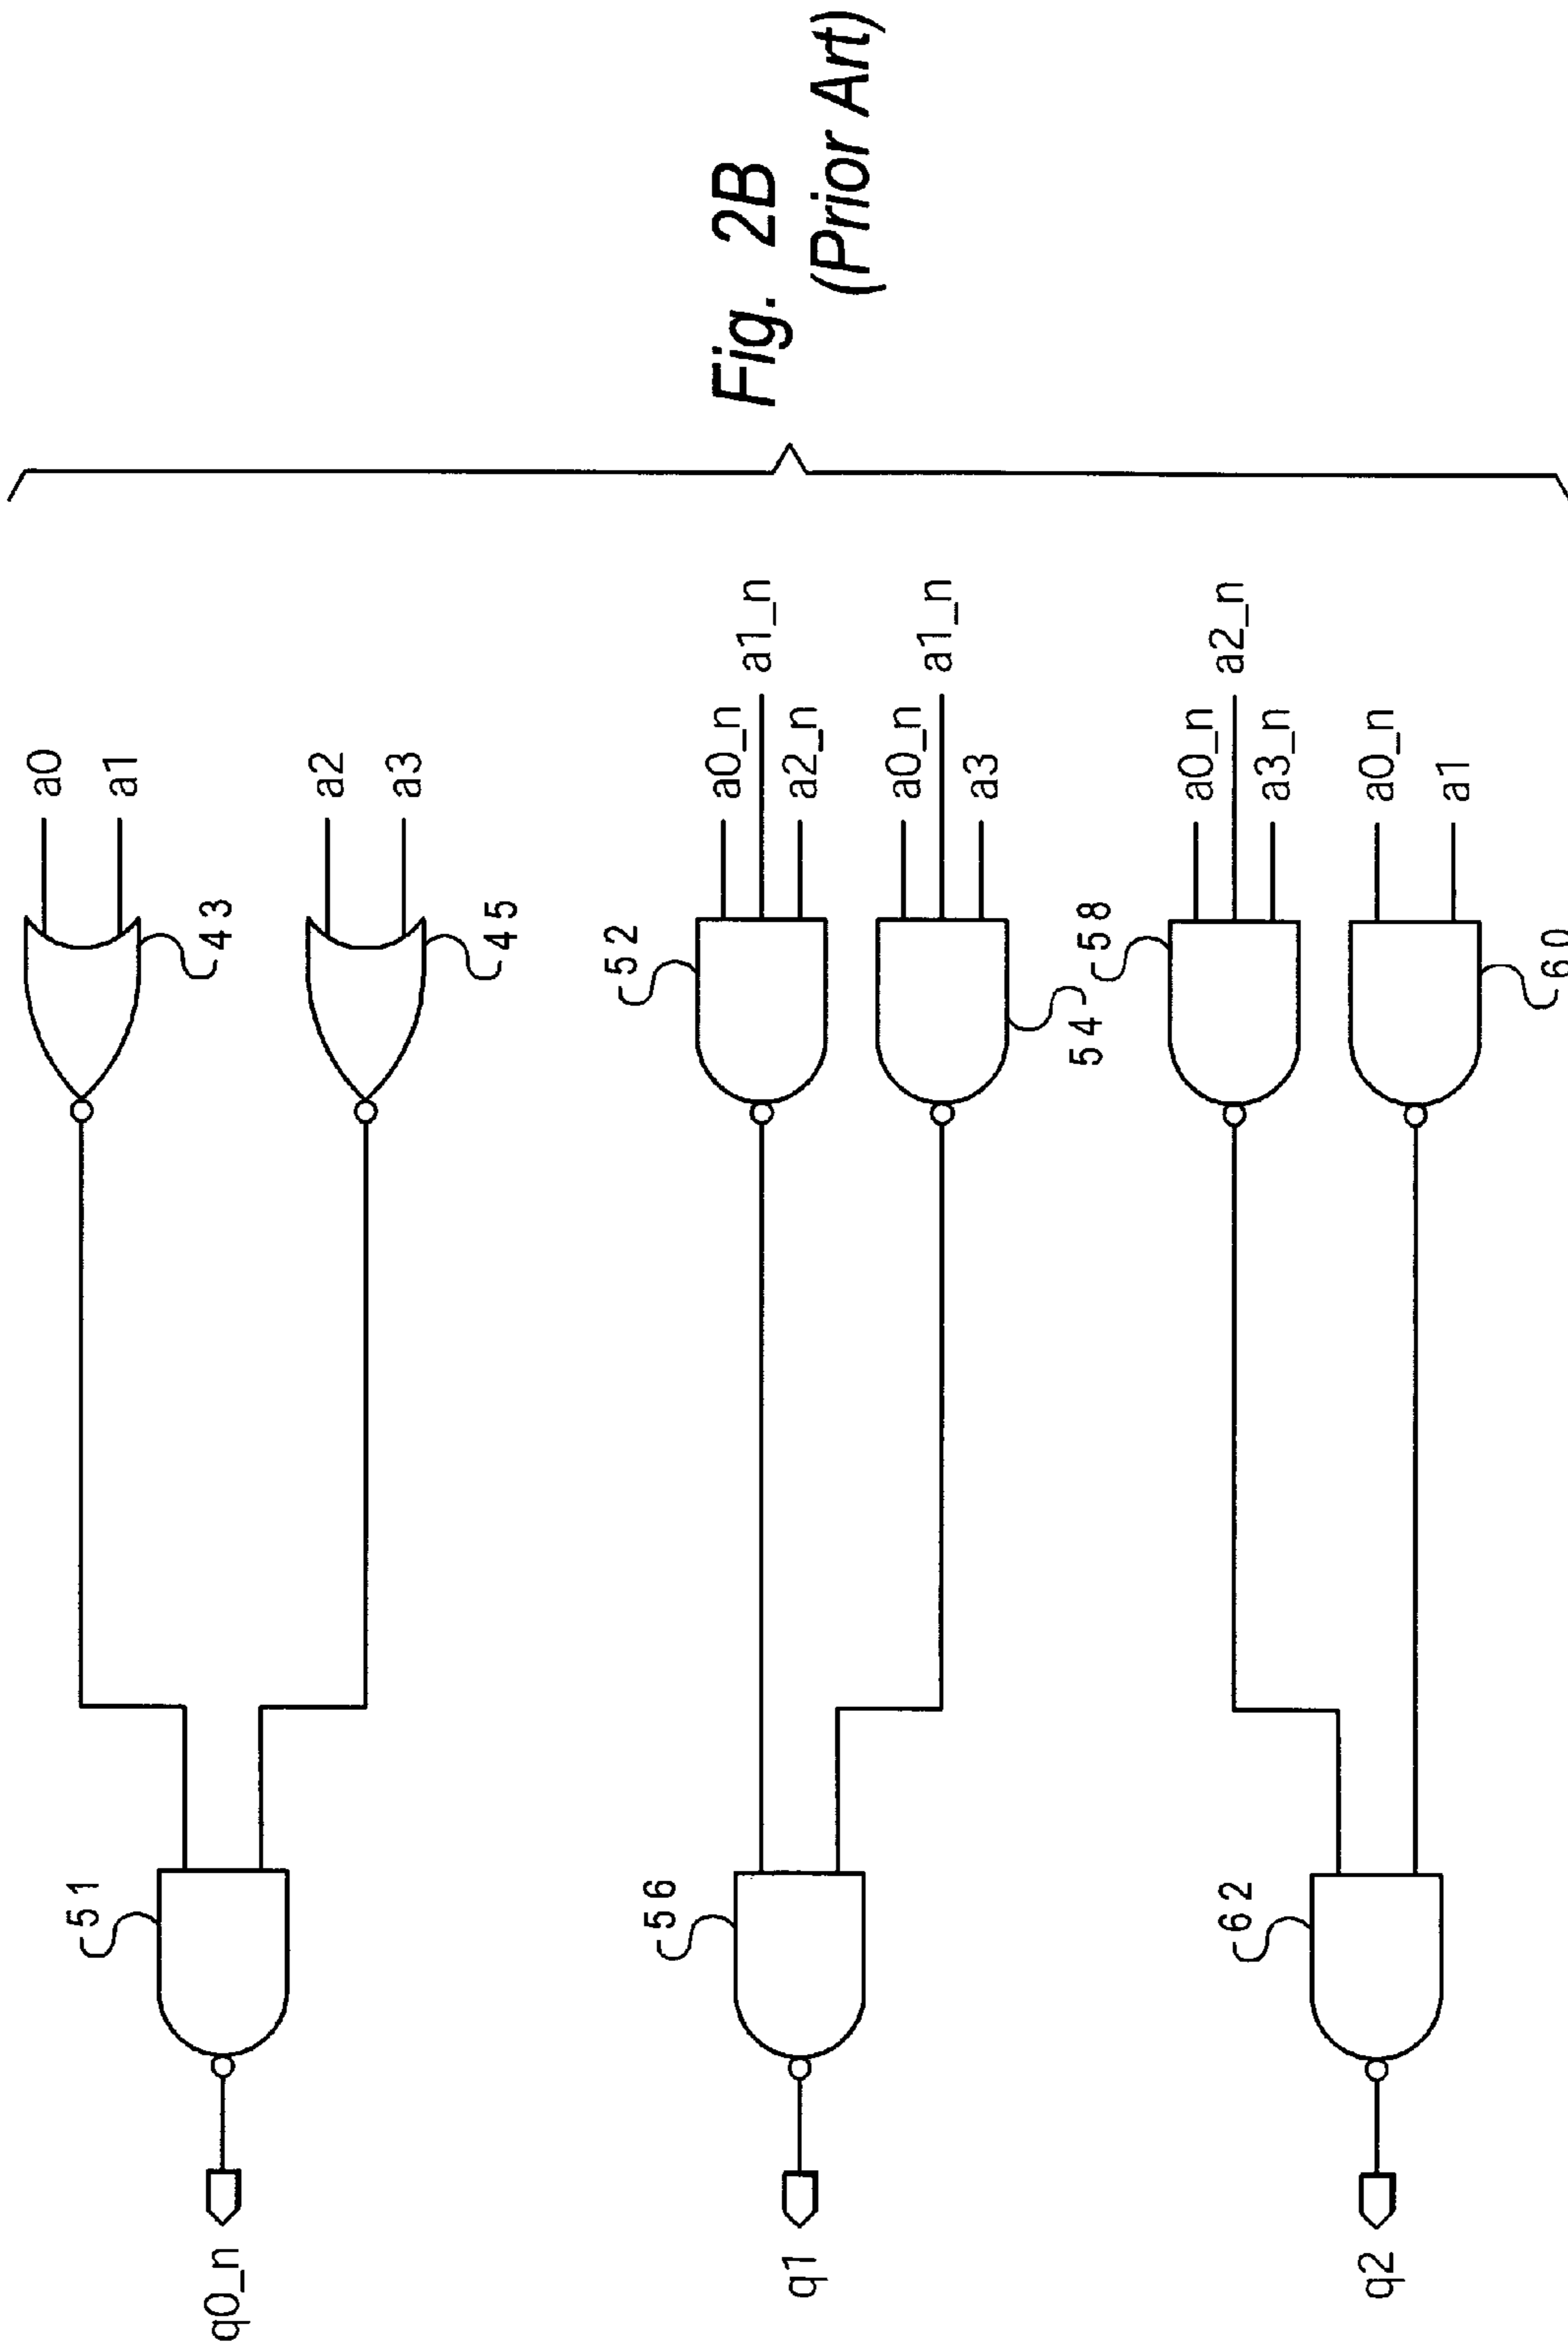 Fig. 2B
(Prior Art)
a0
a1
43
a2
a3
45
51
q0_n
a0_n
a1_n
a2_n
52
a0_n
a1_n
a3
54
56
q1
a0_n
a2_n
a3_n
58
a0_n
a1
60
62
q2